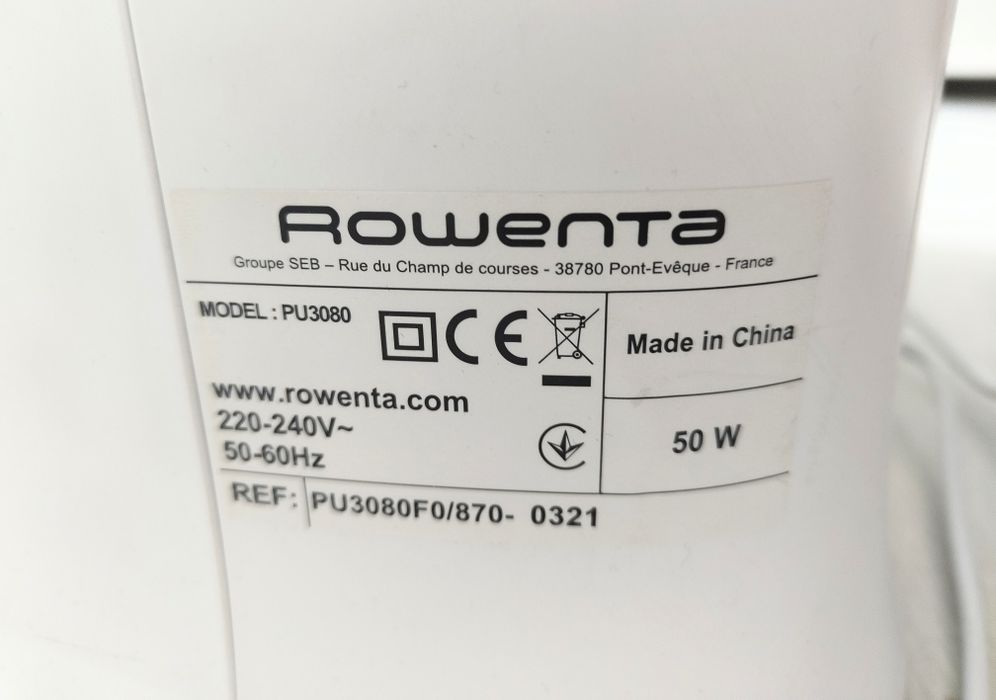 Rowenta
Groupe SEB – Rue du Champ de courses - 38780 Pont-Evêque - France
MODEL : PU3080
CE
Made in China
www.rowenta.com
220-240V~
50-60Hz
50 W
REF: PU3080F0/870- 0321